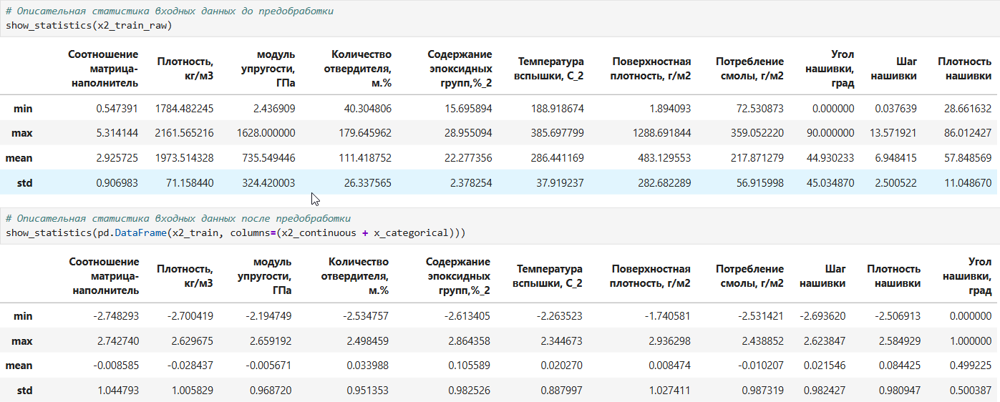 # Описательная статистика входных данных до предобработки
show_statistics(x2_train_raw)
Соотношение матрица-наполнитель Плотность, кг/м3 модуль упругости, ГПа Количество отвердителя, м.% Содержание эпоксидных групп,%_2 Температура вспышки, С_2 Поверхностная плотность, г/м2 Потребление смолы, г/м2 Угол нашивки, град Шаг нашивки Плотность нашивки
min 0.547391 1784.482245 2.436909 40.304806 15.695894 188.918674 1.894093 72.530873 0.000000 0.037639 28.661632
max 5.314144 2161.565216 1628.000000 179.645962 28.955094 385.697799 1288.691844 359.052220 90.000000 13.571921 86.012427
mean 2.925725 1973.514328 735.549446 111.418752 22.277356 286.441169 483.129553 217.871279 44.930233 6.948415 57.848569
std 0.906983 71.158440 324.420003 26.337565 2.378254 37.919237 282.682289 56.915998 45.034870 2.500522 11.048670
# Описательная статистика входных данных после предобработки
show_statistics(pd.DataFrame(x2_train, columns=(x2_continuous + x_categorical)))
Соотношение матрица-наполнитель Плотность, кг/м3 модуль упругости, ГПа Количество отвердителя, м.% Содержание эпоксидных групп,%_2 Температура вспышки, С_2 Поверхностная плотность, г/м2 Потребление смолы, г/м2 Шаг нашивки Плотность нашивки Угол нашивки, град
min -2.748293 -2.700419 -2.194749 -2.534757 -2.613405 -2.263523 -1.740581 -2.531421 -2.693620 -2.506913 0.000000
max 2.742740 2.629675 2.659192 2.498459 2.864358 2.344673 2.936298 2.438852 2.623847 2.584929 1.000000
mean -0.008585 -0.028437 -0.005671 0.033988 0.105589 0.020270 0.008474 -0.010207 0.021546 0.084425 0.499225
std 1.044793 1.005829 0.968720 0.951353 0.982526 0.887997 1.027411 0.987319 0.982427 0.980947 0.500387